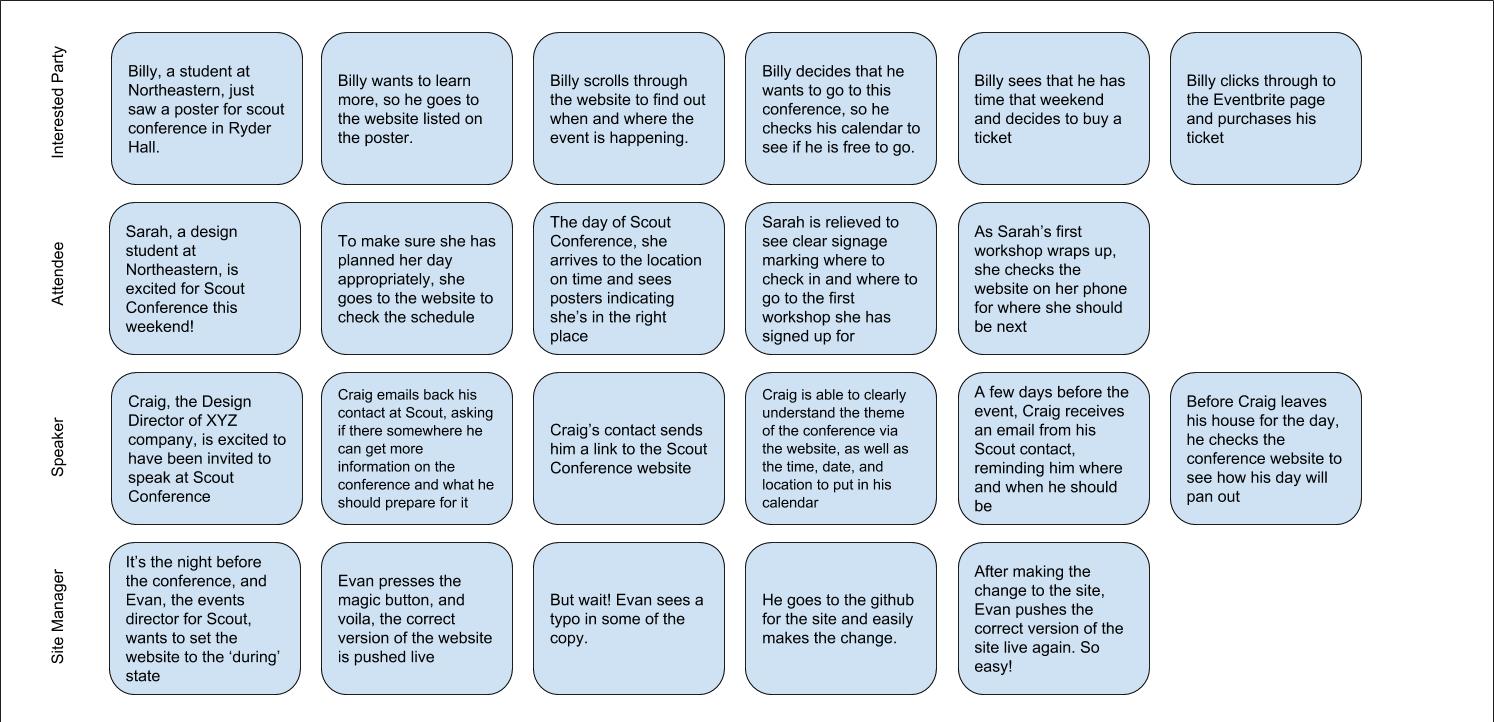 Interested Party
Billy, a student at
Northeastern, just
saw a poster for scout
conference in Ryder
Hall.
Billy wants to learn
more, so he goes to
the website listed on
the poster.
Billy scrolls through
the website to find out
when and where the
event is happening.
Billy decides that he
wants to go to this
conference, so he
checks his calendar to
see if he is free to go.
Billy sees that he has
time that weekend
and decides to buy a
ticket
Billy clicks through to
the Eventbrite page
and purchases his
ticket
Attendee
Sarah, a design
student at
Northeastern, is
excited for Scout
Conference this
weekend!
To make sure she has
planned her day
appropriately, she
goes to the website to
check the schedule
The day of Scout
Conference, she
arrives to the location
on time and sees
posters indicating
she's in the right
place
Sarah is relieved to
see clear signage
marking where to
check in and where to
go to the first
workshop she has
signed up for
As Sarah's first
workshop wraps up,
she checks the
website on her phone
for where she should
be next
Speaker
Craig, the Design
Director of XYZ
company, is excited to
have been invited to
speak at Scout
Conference
Craig emails back his
contact at Scout, asking
if there somewhere he
can get more
information on the
conference and what he
should prepare for it
Craig's contact sends
him a link to the Scout
Conference website
Craig is able to clearly
understand the theme
of the conference via
the website, as well as
the time, date, and
location to put in his
calendar
A few days before the
event, Craig receives
an email from his
Scout contact,
reminding him where
and when he should
be
Before Craig leaves
his house for the day,
he checks the
conference website to
see how his day will
pan out
Site Manager
It's the night before
the conference, and
Evan, the events
director for Scout,
wants to set the
website to the 'during'
state
Evan presses the
magic button, and
voila, the correct
version of the website
is pushed live
But wait! Evan sees a
typo in some of the
copy.
He goes to the github
for the site and easily
makes the change.
After making the
change to the site,
Evan pushes the
correct version of the
site live again. So
easy!